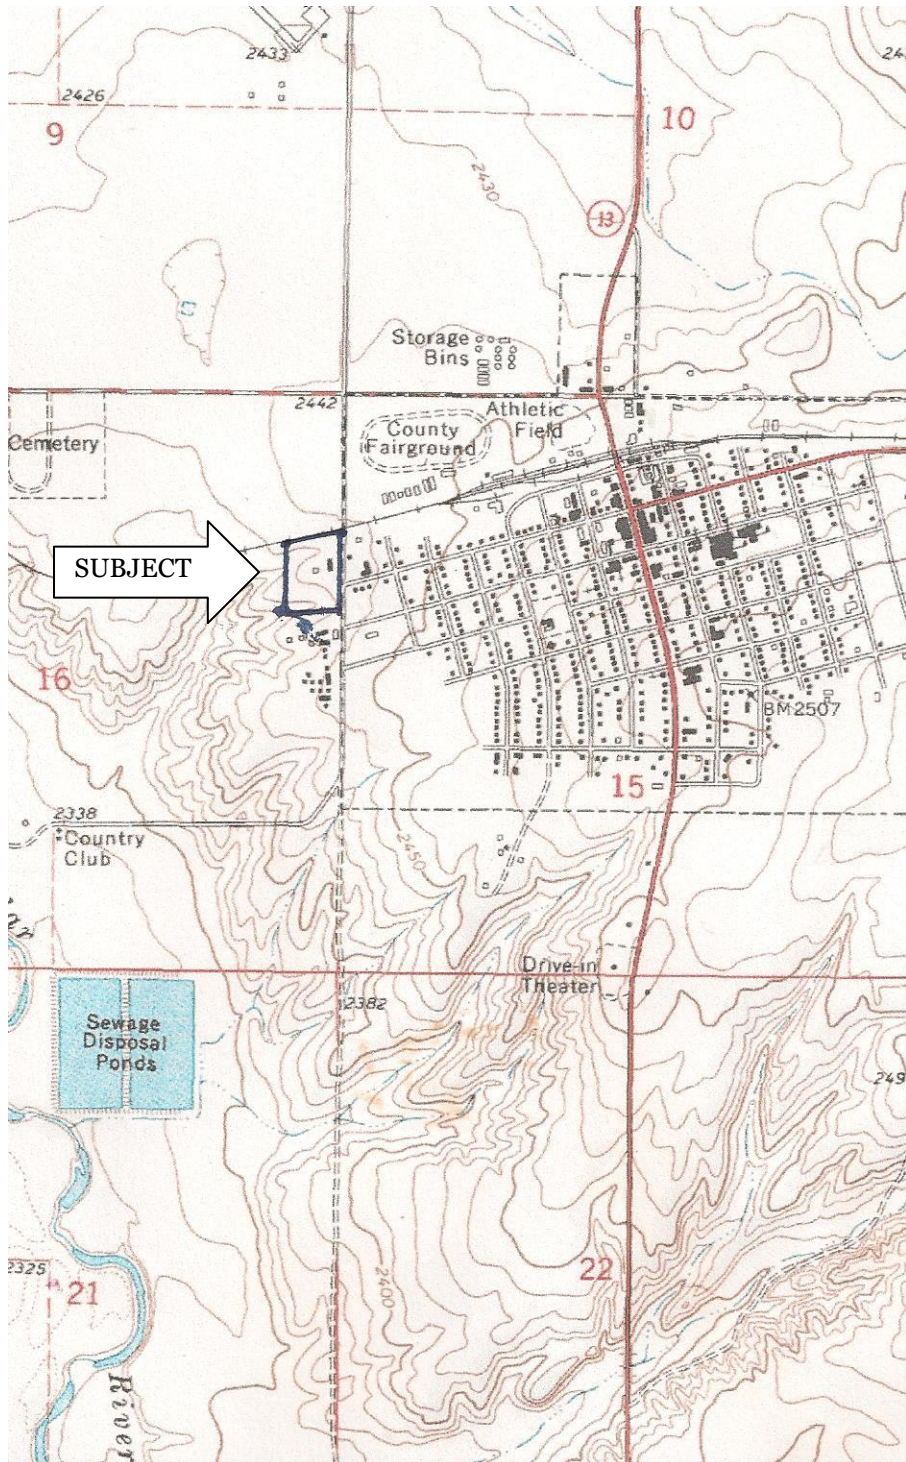 2433
2426
9
10
2430
13
Storage
Bins
2442
Athletic
Field
County
Fairground
Cemetery
SUBJECT
16
BM 2507
15
2338
Country
Club
2450
Drive-in
Theater
2382
Sewage
Disposal
Ponds
2325
21
22
2400
River